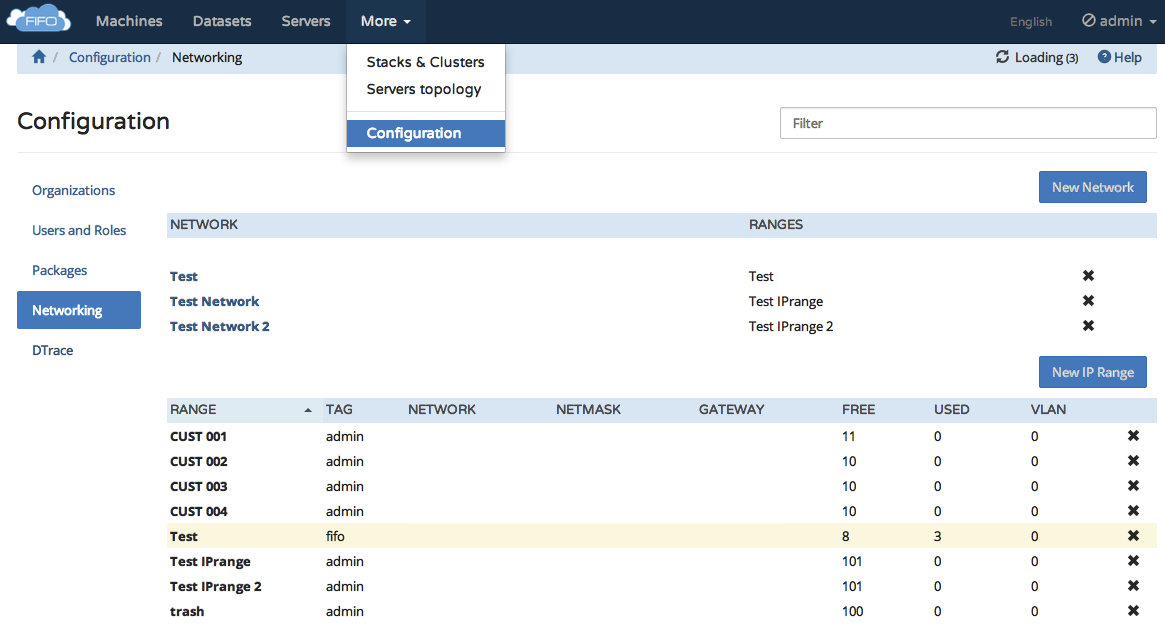 FIFO Machines Datasets Servers More English admin
/ Configuration / Networking Loading (3) ? Help
Stacks & Clusters
Servers topology
Configuration
Configuration
Filter
Organizations
Users and Roles
Packages
Networking
DTrace
New Network
NETWORK RANGES
Test Test ✖
Test Network Test IPrange ✖
Test Network 2 Test IPrange 2 ✖
New IP Range
RANGE TAG NETWORK NETMASK GATEWAY FREE USED VLAN
CUST 001 admin 11 0 0 ✖
CUST 002 admin 10 0 0 ✖
CUST 003 admin 10 0 0 ✖
CUST 004 admin 10 0 0 ✖
Test fifo 8 3 0 ✖
Test IPrange admin 101 0 0 ✖
Test IPrange 2 admin 101 0 0 ✖
trash admin 100 0 0 ✖